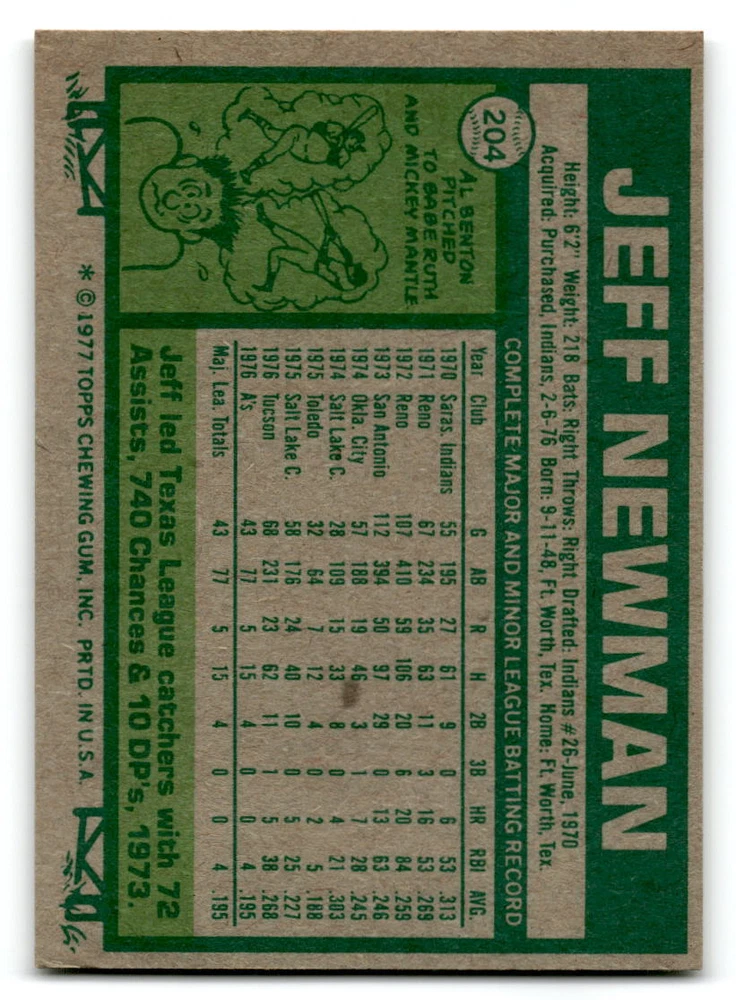 204
JEFF NEWMAN
Height: 6'2" Weight: 218 Bats: Right Throws: Right Drafted: Indians #26-June, 1970
Acquired: Purchased, Indians, 2-6-76 Born: 9-11-48, Ft. Worth, Tex. Home: Ft. Worth, Tex.
COMPLETE MAJOR AND MINOR LEAGUE BATTING RECORD
AL BENTON
PITCHED
TO BABE RUTH
AND MICKEY MANTLE
Year Club G AB R H 2B 3B HR RBI AVG.
1970 Saras. Indians 55 195 27 61 9 0 6 53 .313
1971 Reno 67 234 35 63 11 3 16 53 .269
1972 Reno 107 410 59 106 20 6 20 84 .259
1973 San Antonio 112 394 50 97 29 0 13 63 .246
1974 Okla. City 57 188 19 46 3 1 7 28 .245
1974 Salt Lake C. 28 109 15 33 8 0 4 21 .303
1975 Toledo 32 64 7 12 4 0 2 5 .188
1975 Salt Lake C. 58 176 24 40 10 0 5 25 .227
1976 Tucson 68 231 23 62 11 1 5 38 .268
1976 A's 43 77 5 15 4 0 0 4 .195
Maj. Lea. Totals 43 77 5 15 4 0 0 4 .195
Jeff led Texas League catchers with 72
Assists, 740 Chances & 10 DP's, 1973.
* © 1977 TOPPS CHEWING GUM, INC. PRTD. IN U.S.A.